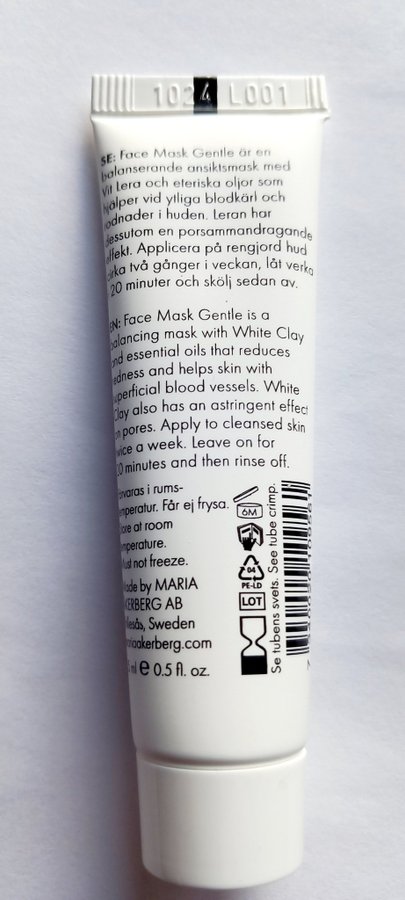 1024 L001
SE: Face Mask Gentle är en
balanserande ansiktsmask med
Vit Lera och eteriska oljor som
hjälper vid ytliga blodkärl och
rodnader i huden. Leran har
dessutom en porsammandragande
effekt. Applicera på rengjord hud
cirka två gånger i veckan, låt verka
20 minuter och skölj sedan av.
EN: Face Mask Gentle is a
balancing mask with White Clay
and essential oils that reduces
redness and helps skin with
superficial blood vessels. White
Clay also has an astringent effect
on pores. Apply to cleansed skin
twice a week. Leave on for
20 minutes and then rinse off.
Förvaras i rums-
temperatur. Får ej frysa.
Store at room
temperature.
Must not freeze.
Made by MARIA
ÅKERBERG AB
Sweden
mariaakerberg.com
ml e 0.5 fl. oz.
6M
04
PE-LD
LOT
Se tubens svets. See tube crimp.